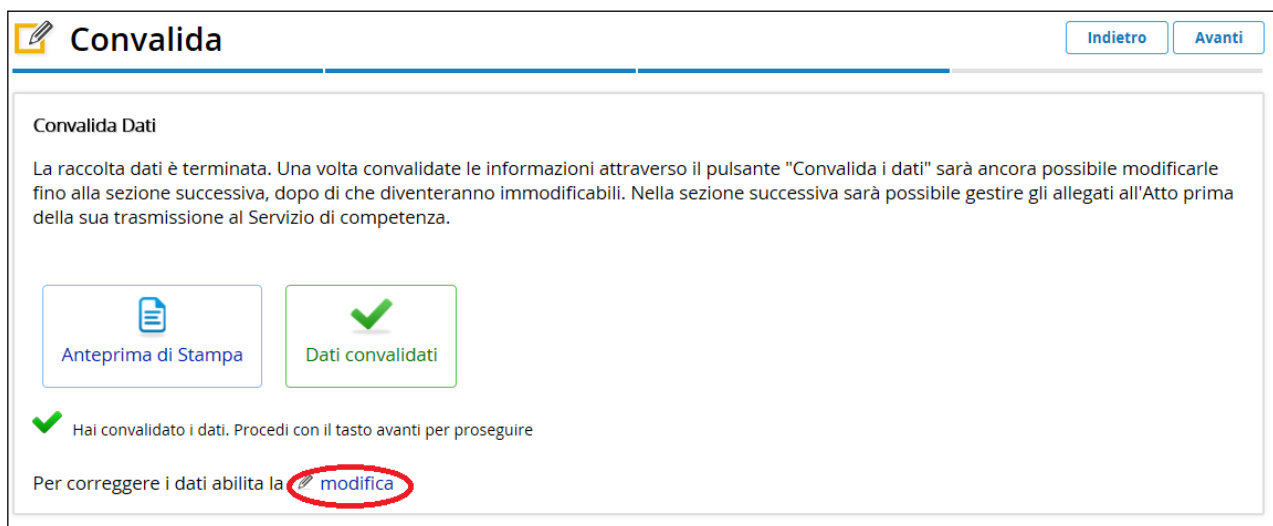 Convalida
Indietro
Avanti
Convalida Dati
La raccolta dati è terminata. Una volta convalidate le informazioni attraverso il pulsante "Convalida i dati" sarà ancora possibile modificarle
fino alla sezione successiva, dopo di che diventeranno immodificabili. Nella sezione successiva sarà possibile gestire gli allegati all'Atto prima
della sua trasmissione al Servizio di competenza.
Anteprima di Stampa
Dati convalidati
Hai convalidato i dati. Procedi con il tasto avanti per proseguire
Per correggere i dati abilita la modifica